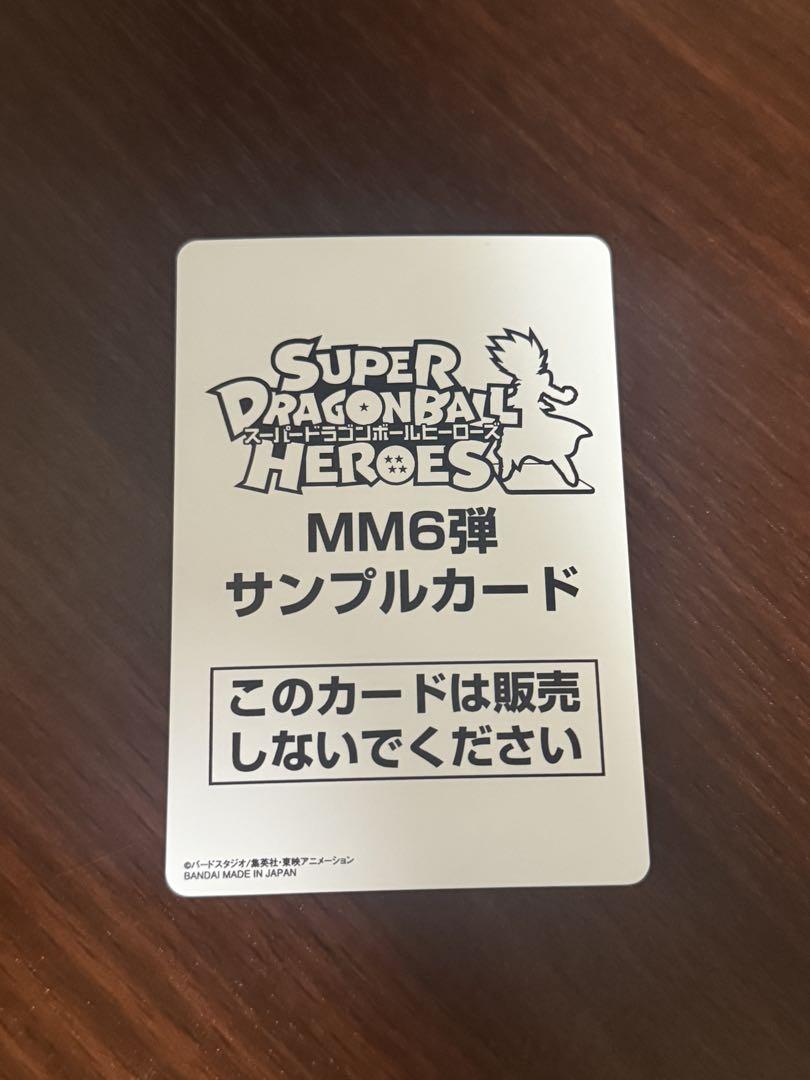 SUPER
DRAGONBALL
スーパードラゴンボールヒーローズ
HEROES
MM6弾
サンプルカード
このカードは販売
しないでください
©バードスタジオ/集英社・東映アニメーション
BANDAI MADE IN JAPAN